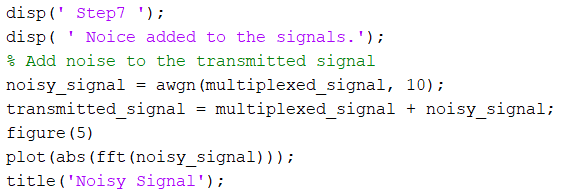 disp(' Step7 ');
disp( ' Noice added to the signals.');
% Add noise to the transmitted signal
noisy_signal = awgn(multiplexed_signal, 10);
transmitted_signal = multiplexed_signal + noisy_signal;
figure(5)
plot(abs(fft(noisy_signal)));
title('Noisy Signal');